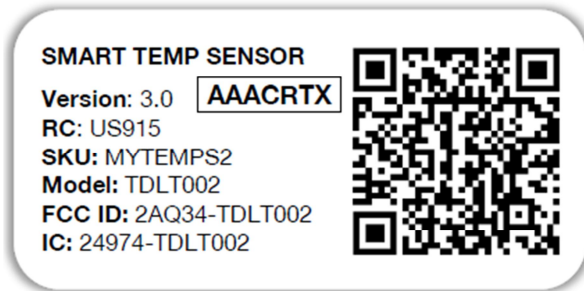 SMART TEMP SENSOR
Version: 3.0
AAACRTX
RC: US915
SKU: MYTEMPS2
Model: TDLT002
FCC ID: 2AQ34-TDLT002
IC: 24974-TDLT002